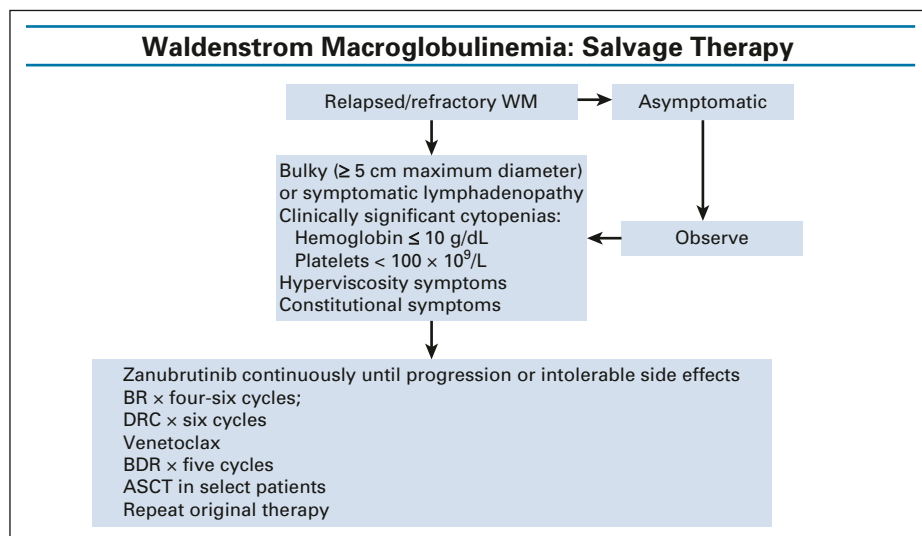 Waldenstrom Macroglobulinemia: Salvage Therapy
Relapsed/refractory WM
Asymptomatic
Bulky (≥ 5 cm maximum diameter)
or symptomatic lymphadenopathy
Clinically significant cytopenias:
Hemoglobin ≤ 10 g/dL
Platelets < 100 × 10⁹/L
Hyperviscosity symptoms
Constitutional symptoms
Observe
Zanubrutinib continuously until progression or intolerable side effects
BR × four-six cycles;
DRC × six cycles
Venetoclax
BDR × five cycles
ASCT in select patients
Repeat original therapy